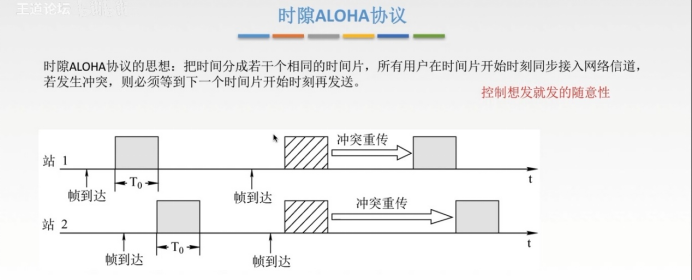 王道论坛
时隙ALOHA协议
时隙ALOHA协议的思想：把时间分成若干个相同的时间片，所有用户在时间片开始时刻同步接入网络信道，
若发生冲突，则必须等到下一个时间片开始时刻再发送。
控制想发就发的随意性
冲突重传
站 1
t
T₀
帧到达
帧到达
冲突重传
站 2
t
T₀
帧到达
帧到达